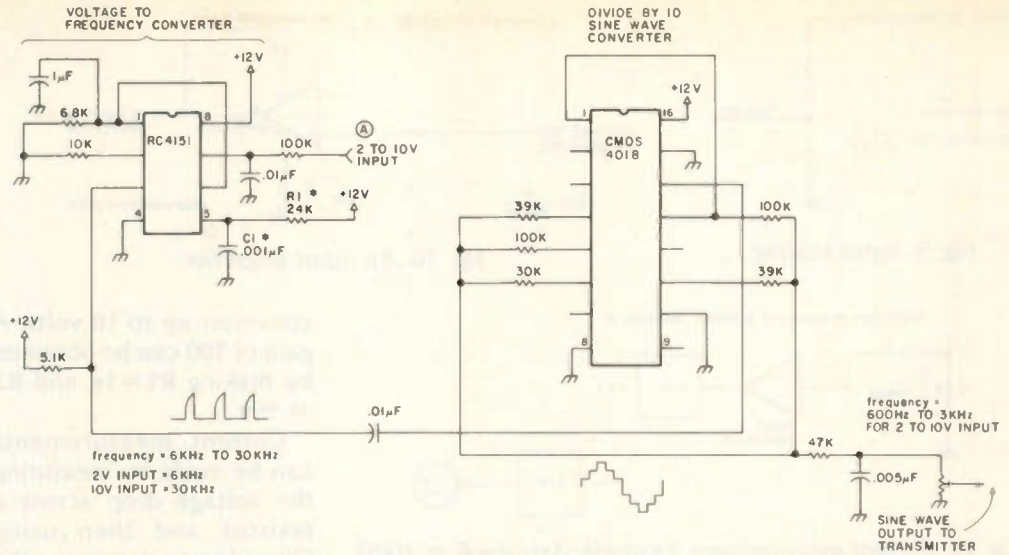 VOLTAGE TO
FREQUENCY CONVERTER
1µF
+12V
6.8K
1
8
RC4151
10K
A
100K
2 TO 10V
INPUT
.01µF
R1 *
24K
+12V
4
5
C1 *
.001µF
+12V
5.1K
frequency = 6KHz TO 30KHz
2V INPUT = 6KHz
10V INPUT = 30KHz
.01µF
DIVIDE BY 10
SINE WAVE
CONVERTER
+12V
1
16
CMOS
4018
39K
100K
100K
30K
39K
8
9
frequency =
600Hz TO 3KHz
FOR 2 TO 10V INPUT
47K
.005µF
SINE WAVE
OUTPUT TO
TRANSMITTER